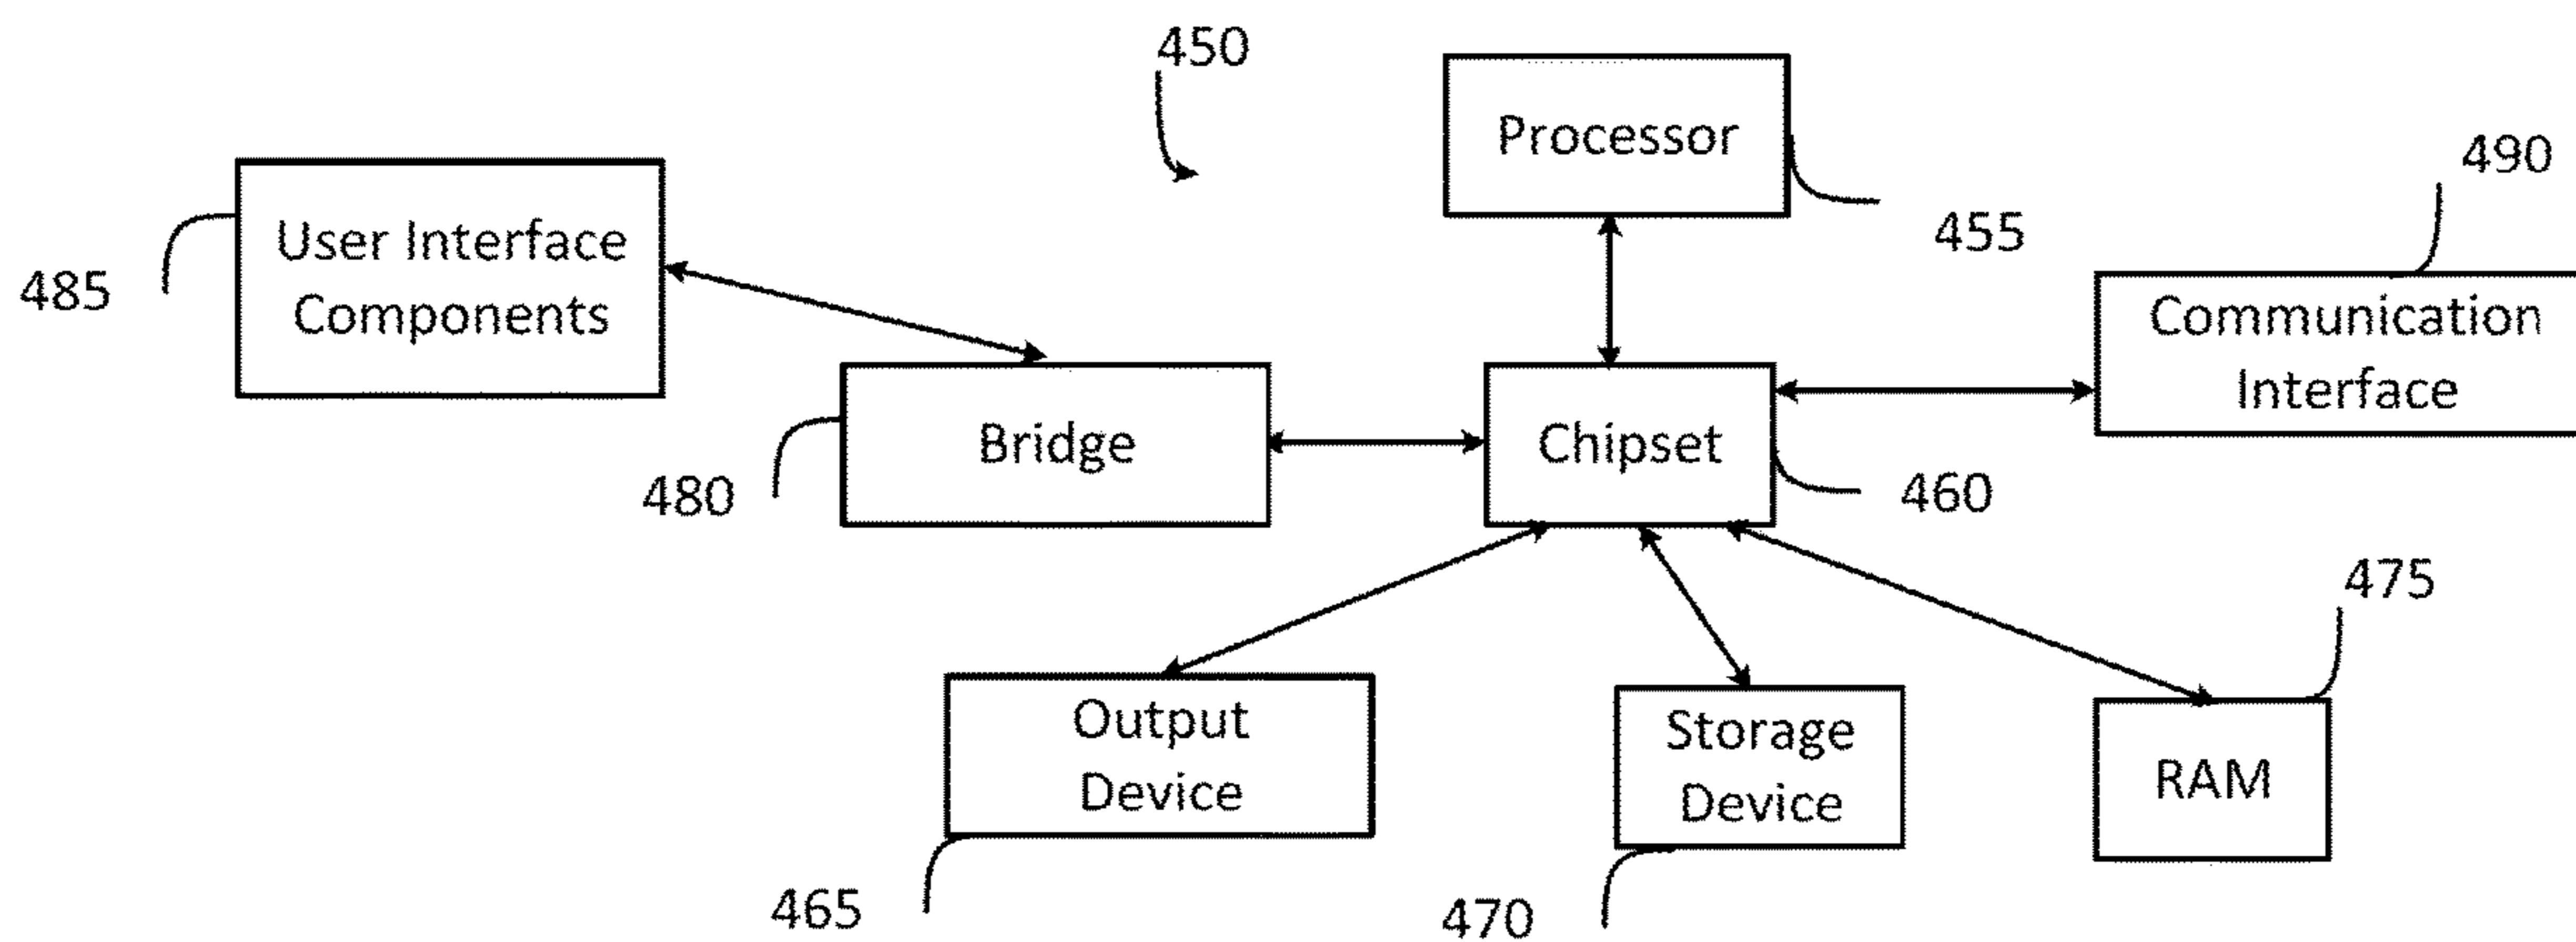 450
Processor
490
455
User Interface
Components
485
Communication
Interface
Bridge
Chipset
480
460
475
Output
Device
Storage
Device
RAM
465
470